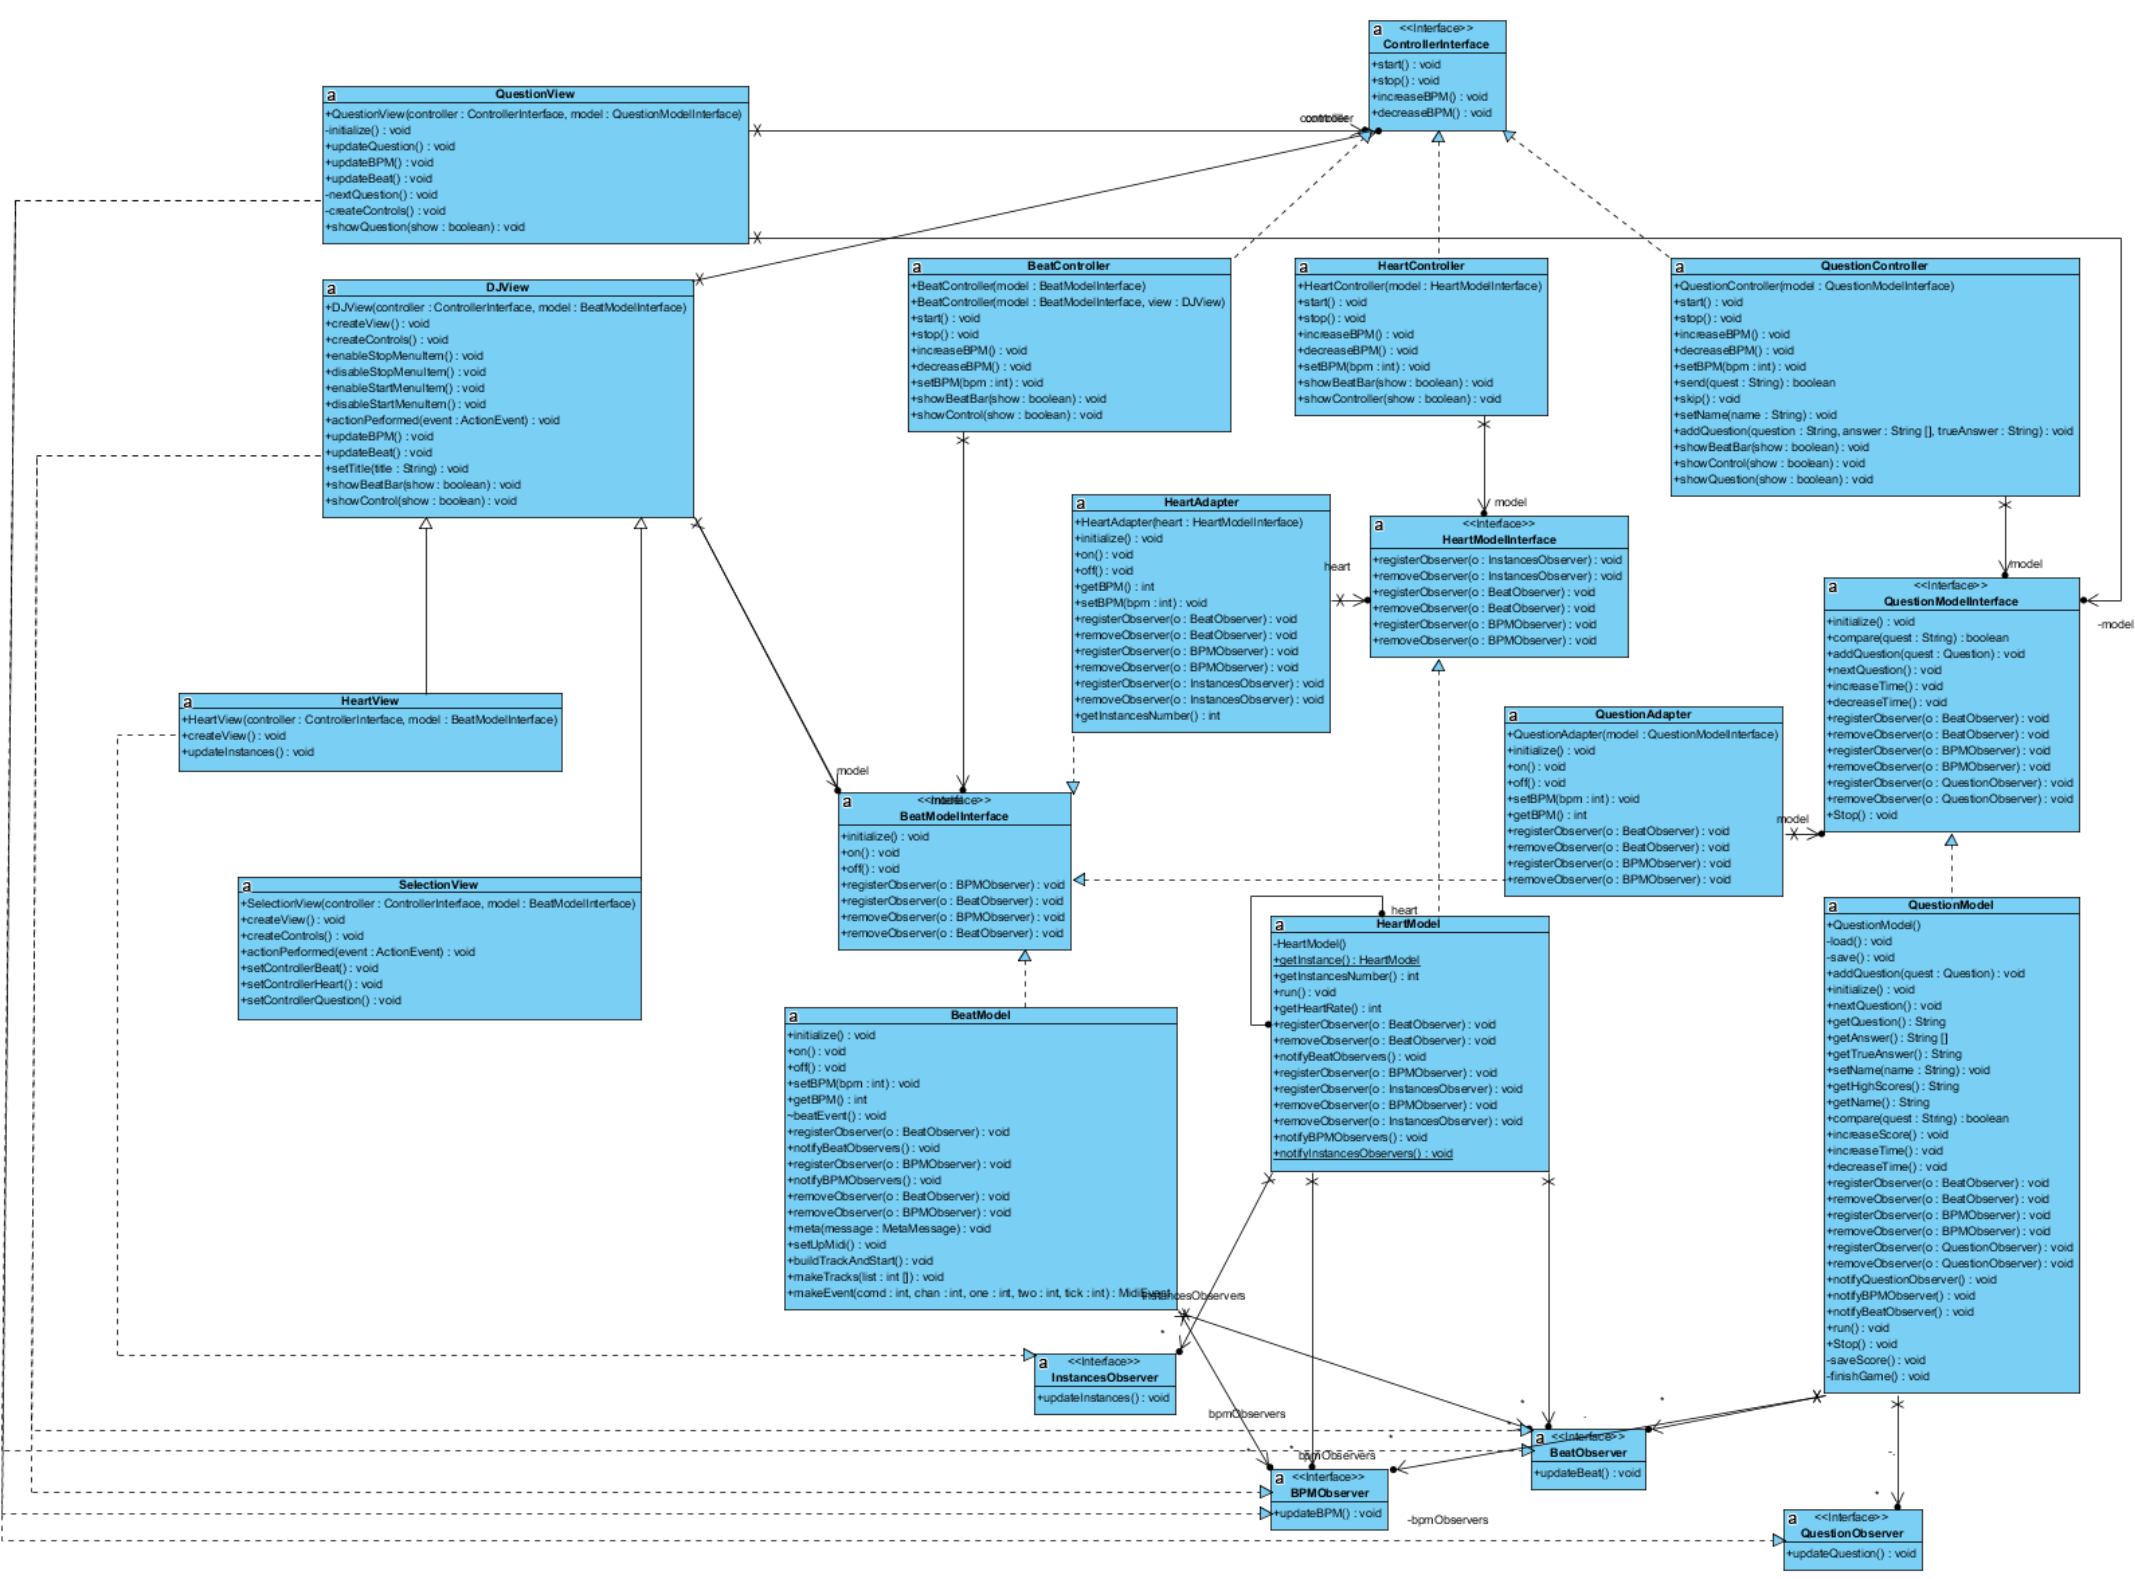 <<Interface>>
ControllerInterface
+start() : void
+stop() : void
+increaseBPM() : void
+decreaseBPM() : void
QuestionView
+QuestionView(controller : ControllerInterface, model : QuestionModelInterface)
-initialize() : void
+updateQuestion() : void
+updateBPM() : void
+updateBeat() : void
-nextQuestion() : void
-createControls() : void
+showQuestion(show : boolean) : void
controller
DJView
+DJView(controller : ControllerInterface, model : BeatModelInterface)
+createView() : void
+createControls() : void
+enableStopMenuItem() : void
+disableStopMenuItem() : void
+enableStartMenuItem() : void
+disableStartMenuItem() : void
+actionPerformed(event : ActionEvent) : void
+updateBPM() : void
+updateBeat() : void
+setTitle(title : String) : void
+showBeatBar(show : boolean) : void
+showControl(show : boolean) : void
BeatController
+BeatController(model : BeatModelInterface)
+BeatController(model : BeatModelInterface, view : DJView)
+start() : void
+stop() : void
+increaseBPM() : void
+decreaseBPM() : void
+setBPM(bpm : int) : void
+showBeatBar(show : boolean) : void
+showControl(show : boolean) : void
HeartController
+HeartController(model : HeartModelInterface)
+start() : void
+stop() : void
+increaseBPM() : void
+decreaseBPM() : void
+setBPM(bpm : int) : void
+showBeatBar(show : boolean) : void
+showController(show : boolean) : void
QuestionController
+QuestionController(model : QuestionModelInterface)
+start() : void
+stop() : void
+increaseBPM() : void
+decreaseBPM() : void
+setBPM(bpm : int) : void
+send(quest : String) : boolean
+skip() : void
+setName(name : String) : void
+addQuestion(question : String, answer : String [], trueAnswer : String) : void
+showBeatBar(show : boolean) : void
+showControl(show : boolean) : void
+showQuestion(show : boolean) : void
HeartAdapter
+HeartAdapter(heart : HeartModelInterface)
+initialize() : void
+on() : void
+off() : void
+getBPM() : int
+setBPM(bpm : int) : void
+registerObserver(o : BeatObserver) : void
+removeObserver(o : BeatObserver) : void
+registerObserver(o : BPMObserver) : void
+removeObserver(o : BPMObserver) : void
+registerObserver(o : InstancesObserver) : void
+removeObserver(o : InstancesObserver) : void
+getInstancesNumber() : int
heart
model
<<Interface>>
HeartModelInterface
+registerObserver(o : InstancesObserver) : void
+removeObserver(o : InstancesObserver) : void
+registerObserver(o : BeatObserver) : void
+removeObserver(o : BeatObserver) : void
+registerObserver(o : BPMObserver) : void
+removeObserver(o : BPMObserver) : void
model
<<Interface>>
QuestionModelInterface
+initialize() : void
+compare(quest : String) : boolean
+addQuestion(quest : Question) : void
+nextQuestion() : void
+increaseTime() : void
+decreaseTime() : void
+registerObserver(o : BeatObserver) : void
+removeObserver(o : BeatObserver) : void
+registerObserver(o : BPMObserver) : void
+removeObserver(o : BPMObserver) : void
+registerObserver(o : QuestionObserver) : void
+removeObserver(o : QuestionObserver) : void
+Stop() : void
-model
HeartView
+HeartView(controller : ControllerInterface, model : BeatModelInterface)
+createView() : void
+updateInstances() : void
QuestionAdapter
+QuestionAdapter(model : QuestionModelInterface)
+initialize() : void
+on() : void
+off() : void
+setBPM(bpm : int) : void
+getBPM() : int
+registerObserver(o : BeatObserver) : void
+removeObserver(o : BeatObserver) : void
+registerObserver(o : BPMObserver) : void
+removeObserver(o : BPMObserver) : void
model
model
BeatModelInterface
+initialize() : void
+on() : void
+off() : void
+registerObserver(o : BPMObserver) : void
+registerObserver(o : BeatObserver) : void
+removeObserver(o : BPMObserver) : void
+removeObserver(o : BeatObserver) : void
SelectionView
+SelectionView(controller : ControllerInterface, model : BeatModelInterface)
+createView() : void
+createControls() : void
+actionPerformed(event : ActionEvent) : void
+setControllerBeat() : void
+setControllerHeart() : void
+setControllerQuestion() : void
heart
HeartModel
-HeartModel()
+getInstance() : HeartModel
+getInstancesNumber() : int
+run() : void
+getHeartRate() : int
+registerObserver(o : BeatObserver) : void
+removeObserver(o : BeatObserver) : void
+notifyBeatObservers() : void
+registerObserver(o : BPMObserver) : void
+registerObserver(o : InstancesObserver) : void
+removeObserver(o : BPMObserver) : void
+removeObserver(o : InstancesObserver) : void
+notifyBPMObservers() : void
+notifyInstancesObservers() : void
QuestionModel
+QuestionModel()
-load() : void
-save() : void
+addQuestion(quest : Question) : void
+initialize() : void
+nextQuestion() : void
+getQuestion() : String
+getAnswer() : String []
+getTrueAnswer() : String
+setName(name : String) : void
+getHighScores() : String
+getName() : String
+compare(quest : String) : boolean
+increaseScore() : void
+increaseTime() : void
+decreaseTime() : void
+registerObserver(o : BeatObserver) : void
+removeObserver(o : BeatObserver) : void
+registerObserver(o : BPMObserver) : void
+removeObserver(o : BPMObserver) : void
+registerObserver(o : QuestionObserver) : void
+removeObserver(o : QuestionObserver) : void
+notifyQuestionObserver() : void
+notifyBPMObserver() : void
+notifyBeatObserver() : void
+run() : void
+Stop() : void
-saveScore() : void
-finishGame() : void
BeatModel
+initialize() : void
+on() : void
+off() : void
+setBPM(bpm : int) : void
+getBPM() : int
~beatEvent() : void
+registerObserver(o : BeatObserver) : void
+notifyBeatObservers() : void
+registerObserver(o : BPMObserver) : void
+notifyBPMObservers() : void
+removeObserver(o : BeatObserver) : void
+removeObserver(o : BPMObserver) : void
+meta(message : MetaMessage) : void
+setUpMidi() : void
+buildTrackAndStart() : void
+makeTracks(list : int []) : void
+makeEvent(comd : int, chan : int, one : int, two : int, tick : int) : MidiEvent
instancesObservers
*
<<Interface>>
InstancesObserver
+updateInstances() : void
bpmObservers
*
*
bpmObservers
*
<<Interface>>
BPMObserver
+updateBPM() : void
-bpmObservers
*
*
<<Interface>>
BeatObserver
+updateBeat() : void
*
<<Interface>>
QuestionObserver
+updateQuestion() : void